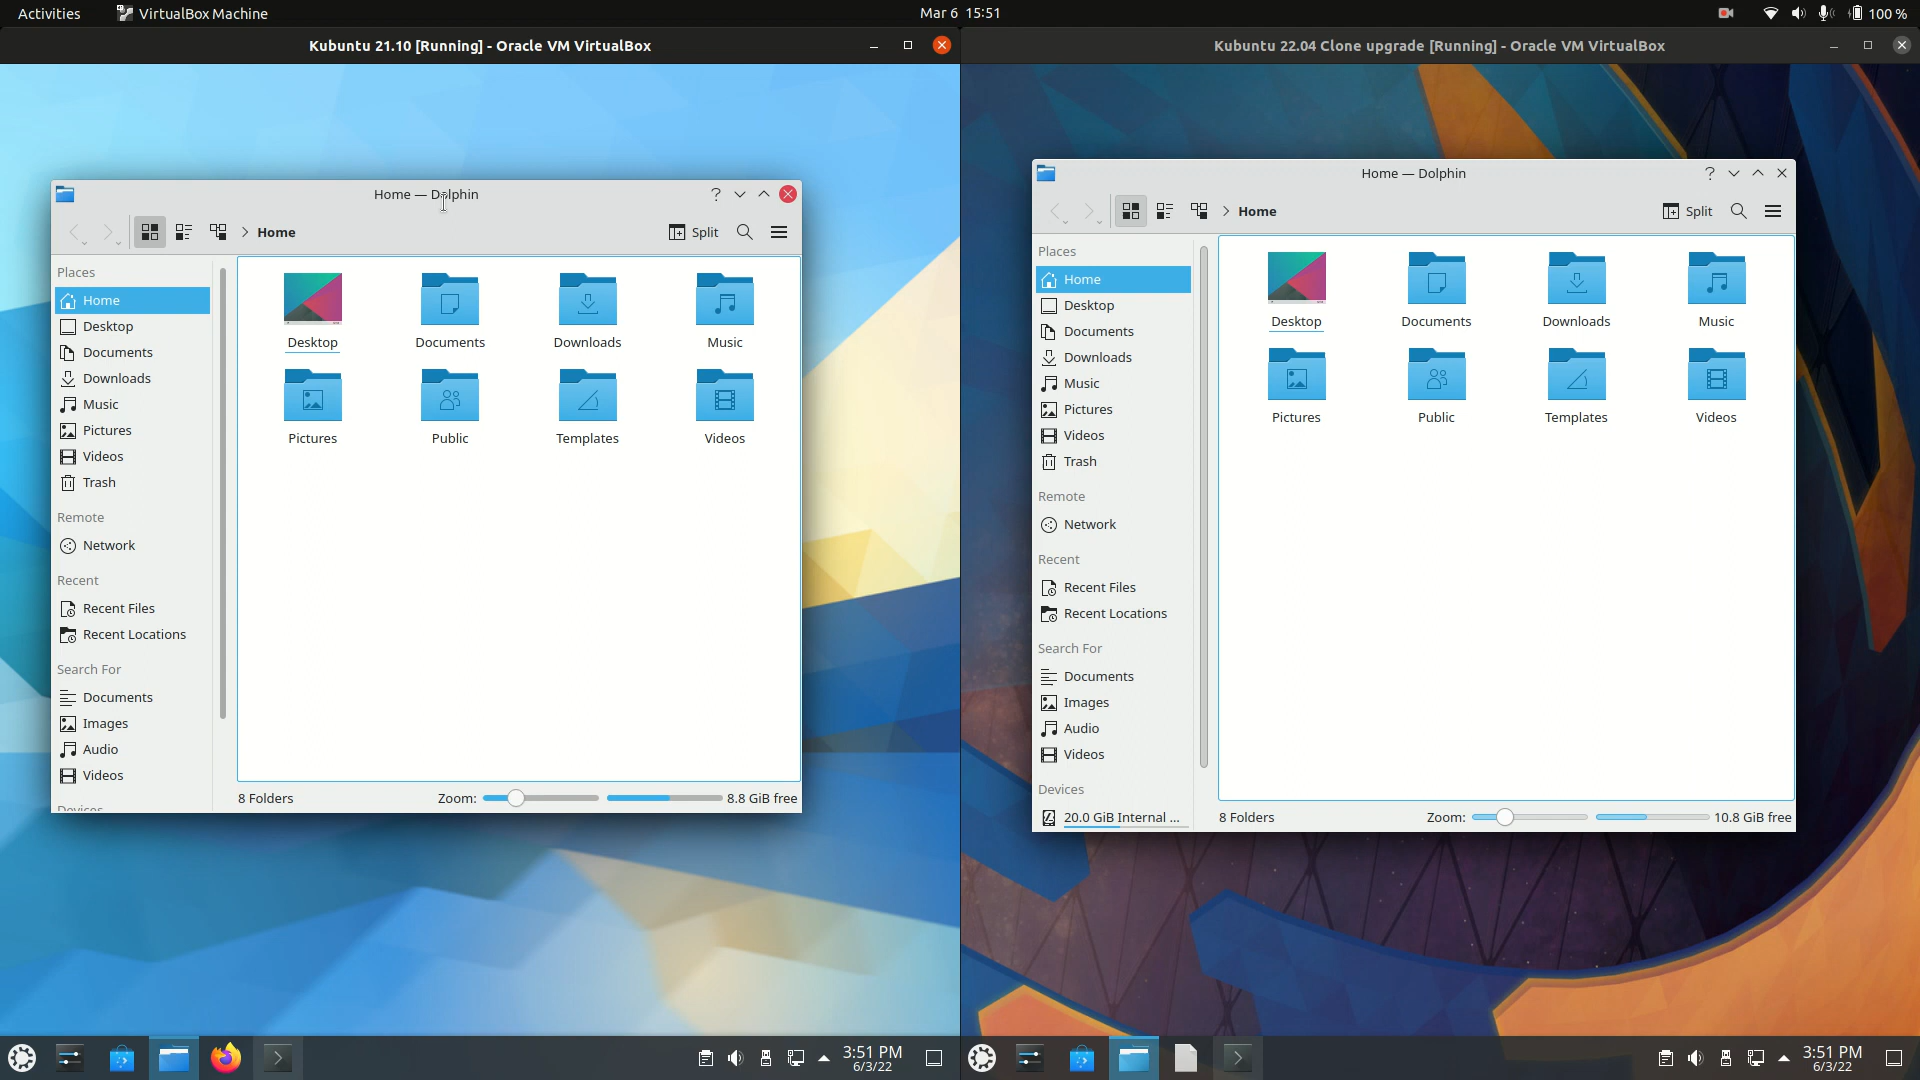 Activities VirtualBox Machine Mar 6 15:51 100 %
Kubuntu 21.10 [Running] - Oracle VM VirtualBox
Home — Dolphin
Home Split
Places
Home
Desktop
Documents
Downloads
Music
Pictures
Videos
Trash
Remote
Network
Recent
Recent Files
Recent Locations
Search For
Documents
Images
Audio
Videos
Devices
Desktop Documents Downloads Music
Pictures Public Templates Videos
8 Folders Zoom: 8.8 GiB free
3:51 PM
6/3/22
Kubuntu 22.04 Clone upgrade [Running] - Oracle VM VirtualBox
Home — Dolphin
Home Split
Places
Home
Desktop
Documents
Downloads
Music
Pictures
Videos
Trash
Remote
Network
Recent
Recent Files
Recent Locations
Search For
Documents
Images
Audio
Videos
Devices
20.0 GiB Internal ...
Desktop Documents Downloads Music
Pictures Public Templates Videos
8 Folders Zoom: 10.8 GiB free
3:51 PM
6/3/22